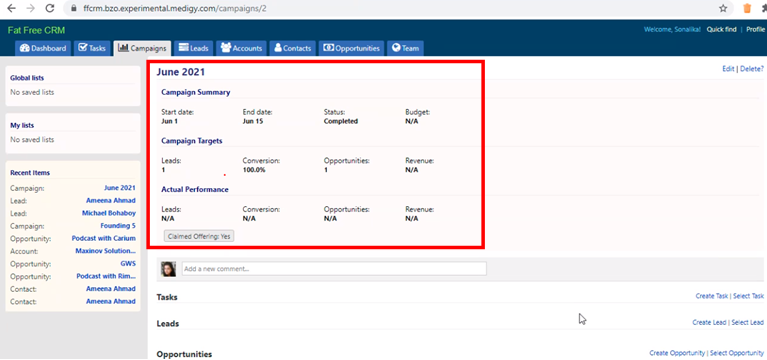 ffcrm.bzo.experimental.medigy.com/campaigns/2
Fat Free CRM
Welcome, Sonalika! Quick find | Profile
Dashboard Tasks Campaigns Leads Accounts Contacts Opportunities Team
Global lists
No saved lists
My lists
No saved lists
Recent Items
Campaign: June 2021
Lead: Ameena Ahmad
Lead: Michael Bohaboy
Campaign: Founding 5
Opportunity: Podcast with Carium
Account: Maxinov Solution...
Opportunity: GWS
Opportunity: Podcast with Rim...
Contact: Ameena Ahmad
Contact: Ameena Ahmad
June 2021
Edit | Delete?
Campaign Summary
Start date: End date: Status: Budget:
Jun 1 Jun 15 Completed N/A
Campaign Targets
Leads: Conversion: Opportunities: Revenue:
1 100.0% 1 N/A
Actual Performance
Leads: Conversion: Opportunities: Revenue:
N/A N/A N/A N/A
Claimed Offering: Yes
Add a new comment...
Tasks
Create Task | Select Task
Leads
Create Lead | Select Lead
Opportunities
Create Opportunity | Select Opportunity